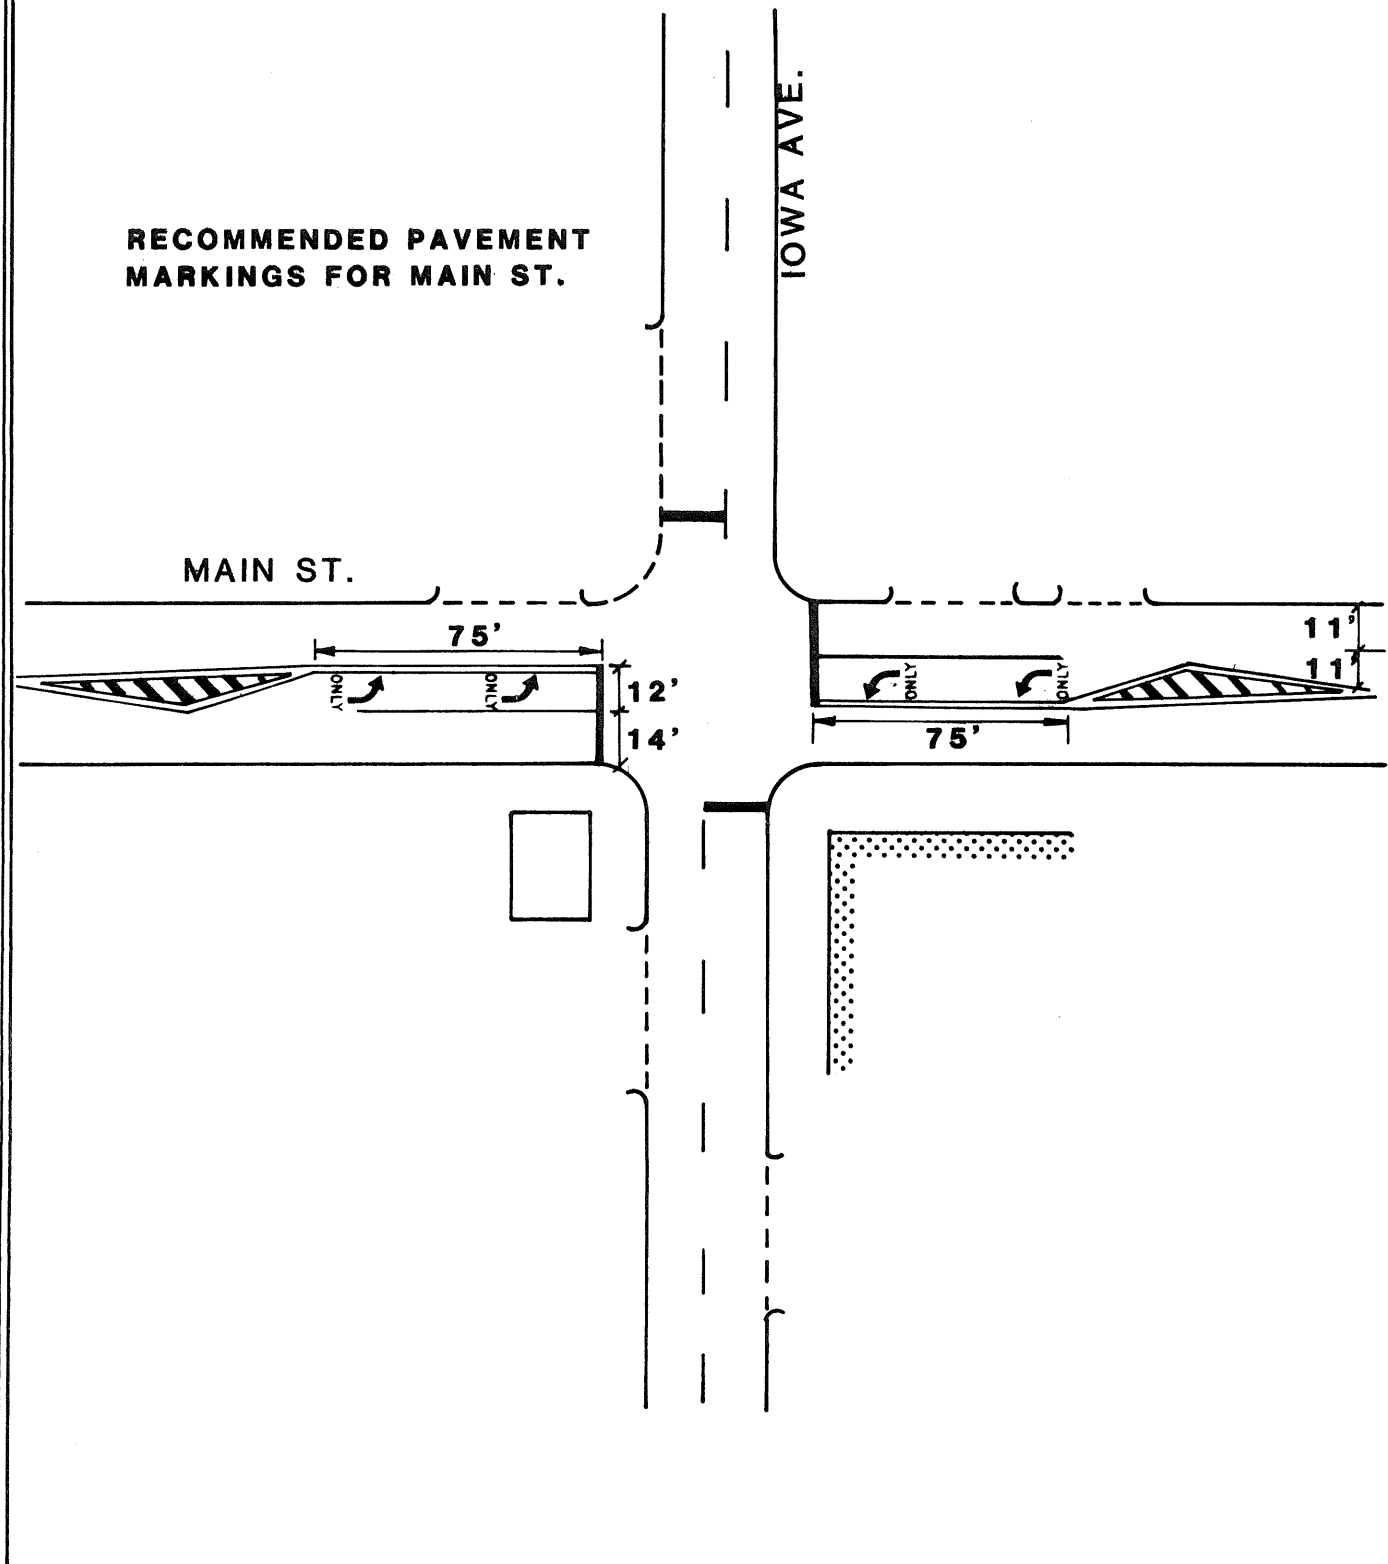 IOWA AVE.
RECOMMENDED PAVEMENT
MARKINGS FOR MAIN ST.
MAIN ST.
75'
11'
11'
ONLY
ONLY
12'
ONLY
ONLY
14'
75'